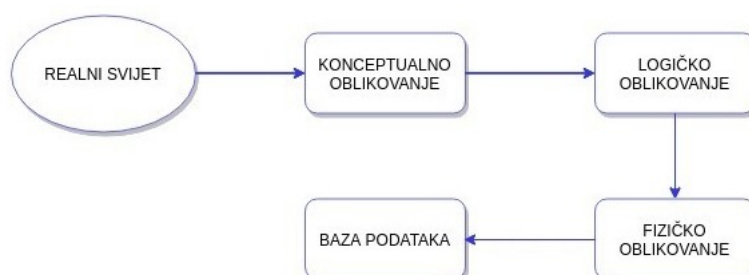 REALNI SVIJET
KONCEPTUALNO
OBLIKOVANJE
LOGIČKO
OBLIKOVANJE
BAZA PODATAKA
FIZIČKO
OBLIKOVANJE